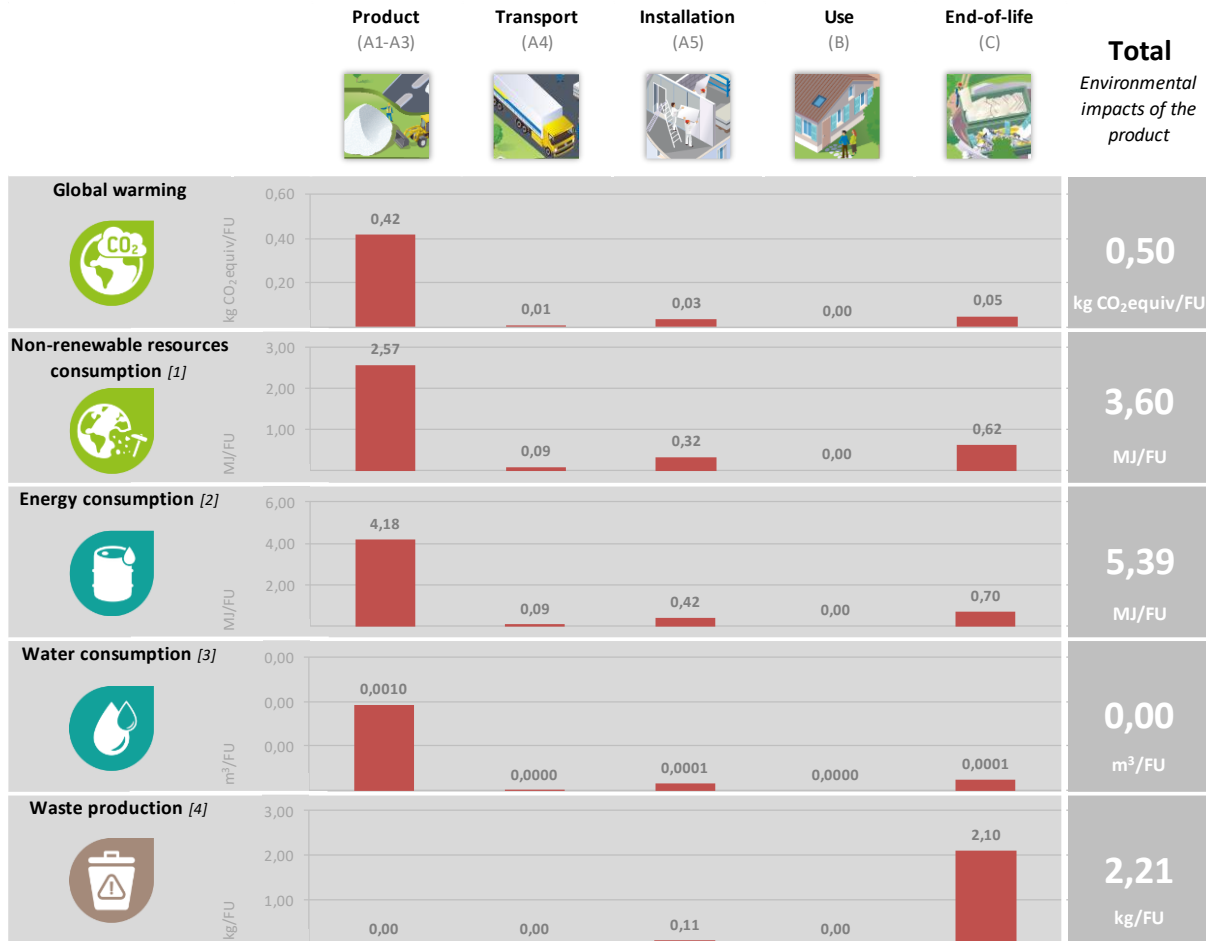 Product
(A1-A3)
Transport
(A4)
Installation
(A5)
Use
(B)
End-of-life
(C)
Total
Environmental
impacts of the
product
Global warming
CO₂
kg CO₂equiv/FU
0,60
0,40
0,20
0,42
0,01
0,03
0,00
0,05
0,50
kg CO₂equiv/FU
Non-renewable resources
consumption [1]
MJ/FU
3,00
2,00
1,00
2,57
0,09
0,32
0,00
0,62
3,60
MJ/FU
Energy consumption [2]
MJ/FU
6,00
4,00
2,00
4,18
0,09
0,42
0,00
0,70
5,39
MJ/FU
Water consumption [3]
m³/FU
0,00
0,00
0,00
0,0010
0,0000
0,0001
0,0000
0,0001
0,00
m³/FU
Waste production [4]
kg/FU
3,00
2,00
1,00
0,00
0,00
0,11
0,00
2,10
2,21
kg/FU